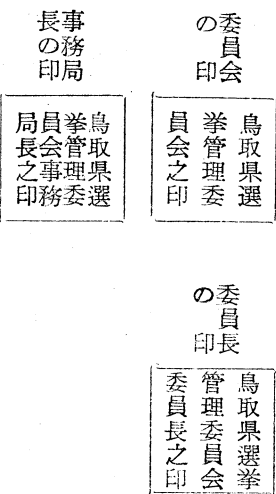 委員会
の印
鳥取県選
挙管理委
員会之印
委員長
の印
鳥取県選挙
管理委員会
委員長之印
事務局
長の印
鳥取県選
挙管理委
員会事務
局長之印